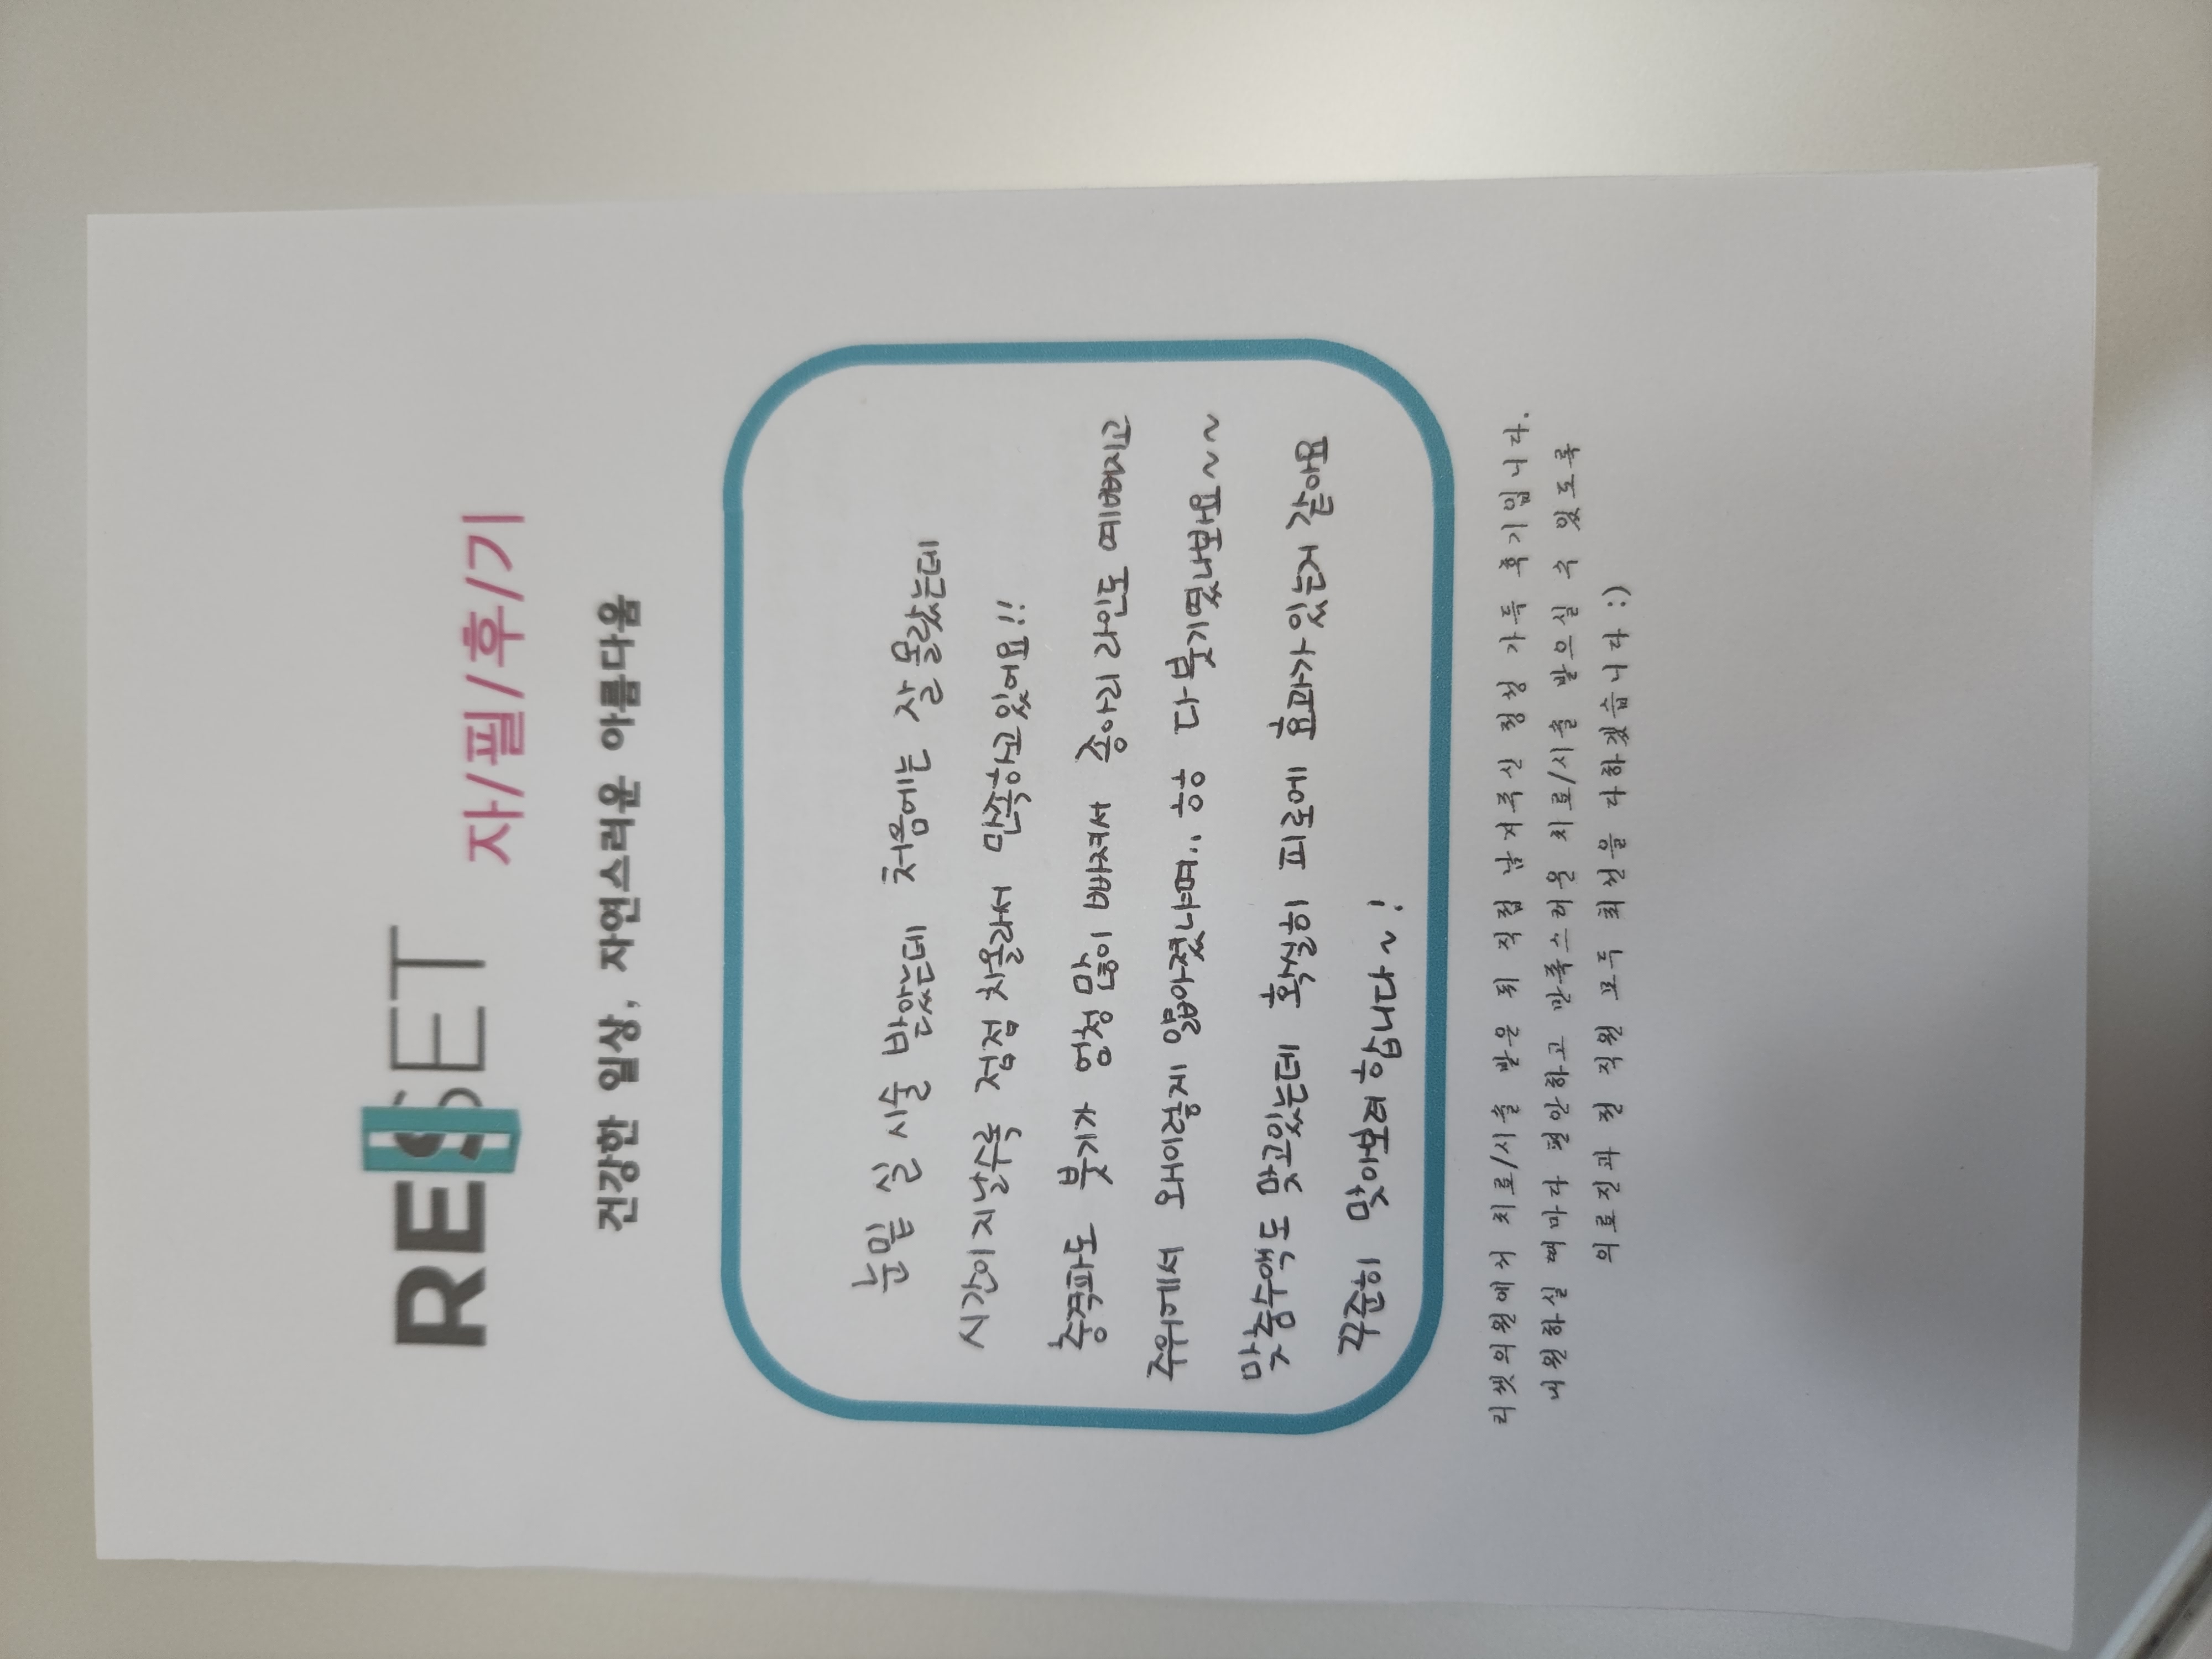 RESET 자/필/후/기
건강한 일상, 자연스러운 아름다움
눈밑 실 시술 받았는데 처음에는 잘 몰랐는데
시간이 지날수록 점점 차올라서 만족하고 있어요!!
충격파도 붓기가 엄청 많이 빠져서 종아리 라인도 예뻐지고
주위에서 왜이렇게 얇아졌냐며.. ㅎㅎ 다 붓기였나봐요~~
맞춤수액도 맞고있는데 확실히 피로에 효과가 있는거 같아요
꾸준히 맞아보려 합니다~!
리셋의원에서 치료/시술 받은 뒤 직접 남겨주신 정성 가득 후기입니다.
내원하실 때마다 편안하고 만족스러운 치료/시술 받으실 수 있도록
의료진과 전 직원 모두 최선을 다하겠습니다 :)